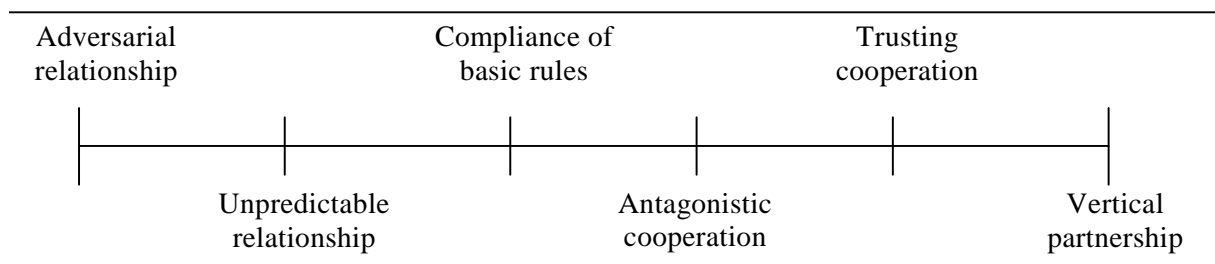 Adversarial
relationship
Compliance of
basic rules
Trusting
cooperation
Unpredictable
relationship
Antagonistic
cooperation
Vertical
partnership